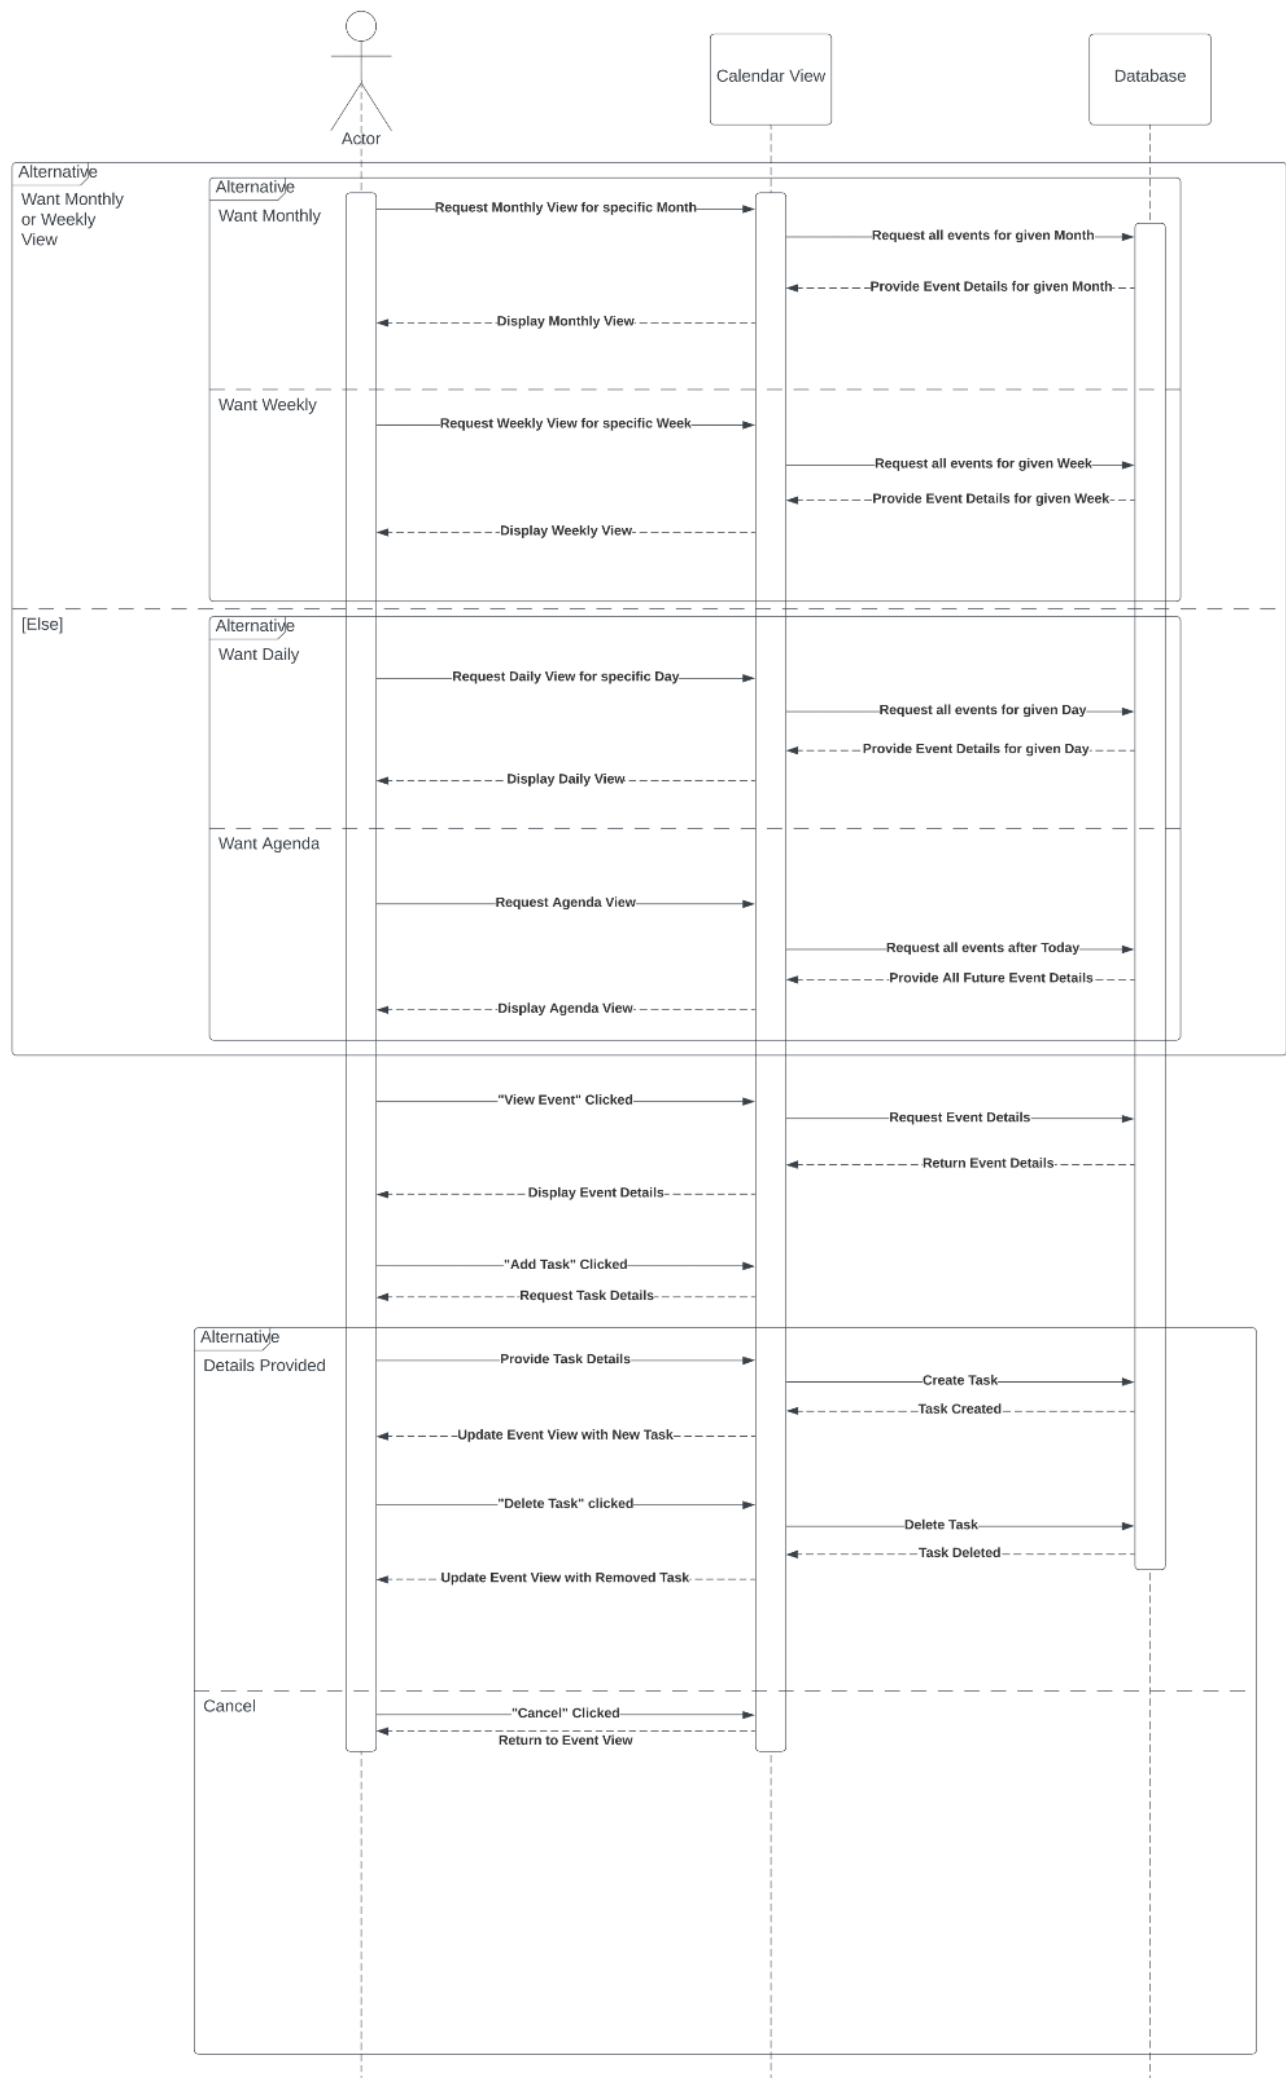 Actor
Calendar View
Database
Alternative
Want Monthly
or Weekly
View
Alternative
Want Monthly
Request Monthly View for specific Month
Request all events for given Month
Provide Event Details for given Month
Display Monthly View
Want Weekly
Request Weekly View for specific Week
Request all events for given Week
Provide Event Details for given Week
Display Weekly View
[Else]
Alternative
Want Daily
Request Daily View for specific Day
Request all events for given Day
Provide Event Details for given Day
Display Daily View
Want Agenda
Request Agenda View
Request all events after Today
Provide All Future Event Details
Display Agenda View
"View Event" Clicked
Request Event Details
Return Event Details
Display Event Details
"Add Task" Clicked
Request Task Details
Alternative
Details Provided
Provide Task Details
Create Task
Task Created
Update Event View with New Task
"Delete Task" clicked
Delete Task
Task Deleted
Update Event View with Removed Task
Cancel
"Cancel" Clicked
Return to Event View